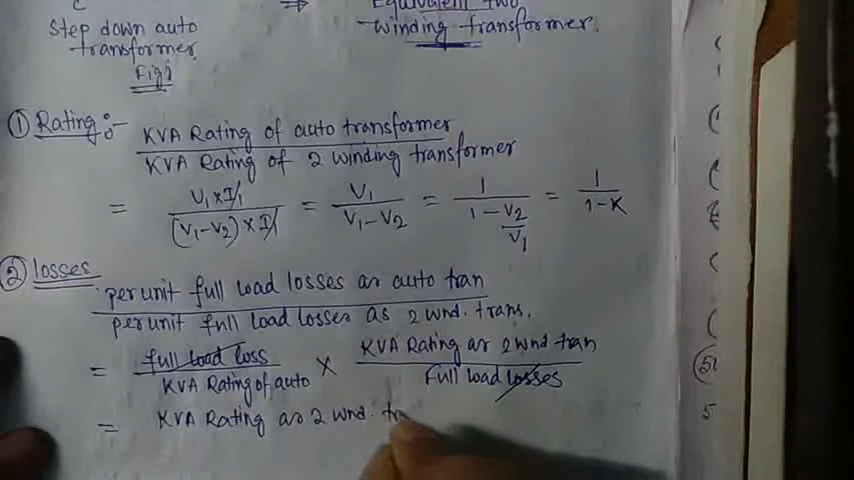 Step down auto
transformer.
Fig:
⇒ Equivalent two
winding transformer.
① Rating :- KVA Rating of auto transformer
KVA Rating of 2 winding transformer
= V1 x I1 / (V1-V2) x I1 = V1 / V1-V2 = 1 / 1 - V2/V1 = 1 / 1-K
② losses
per unit full load losses as auto tran
per unit full load losses as 2 wnd. trans.
= full load loss / KVA Rating of auto X KVA Rating as 2 wnd tran / Full load losses
= KVA Rating as 2 wnd.